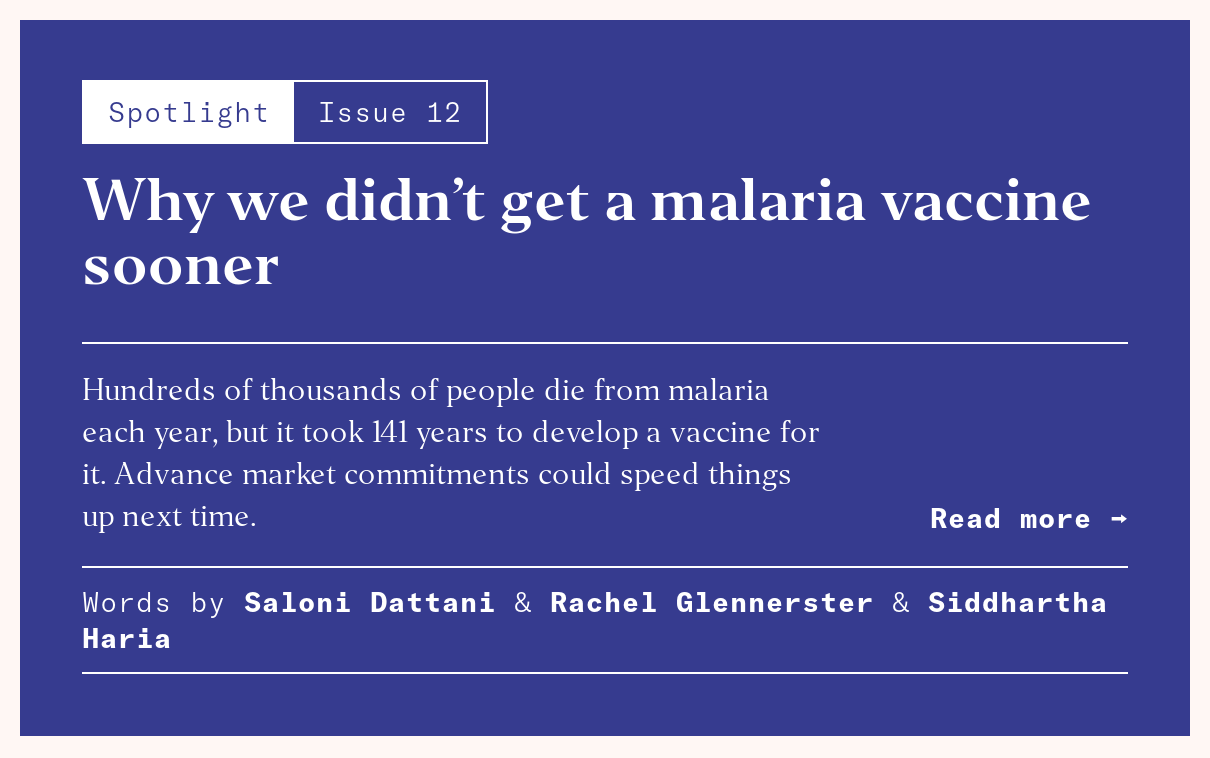 Spotlight Issue 12
Why we didn’t get a malaria vaccine
sooner
Hundreds of thousands of people die from malaria
each year, but it took 141 years to develop a vaccine for
it. Advance market commitments could speed things
up next time.
Read more →
Words by Saloni Dattani & Rachel Glennerster & Siddhartha
Haria